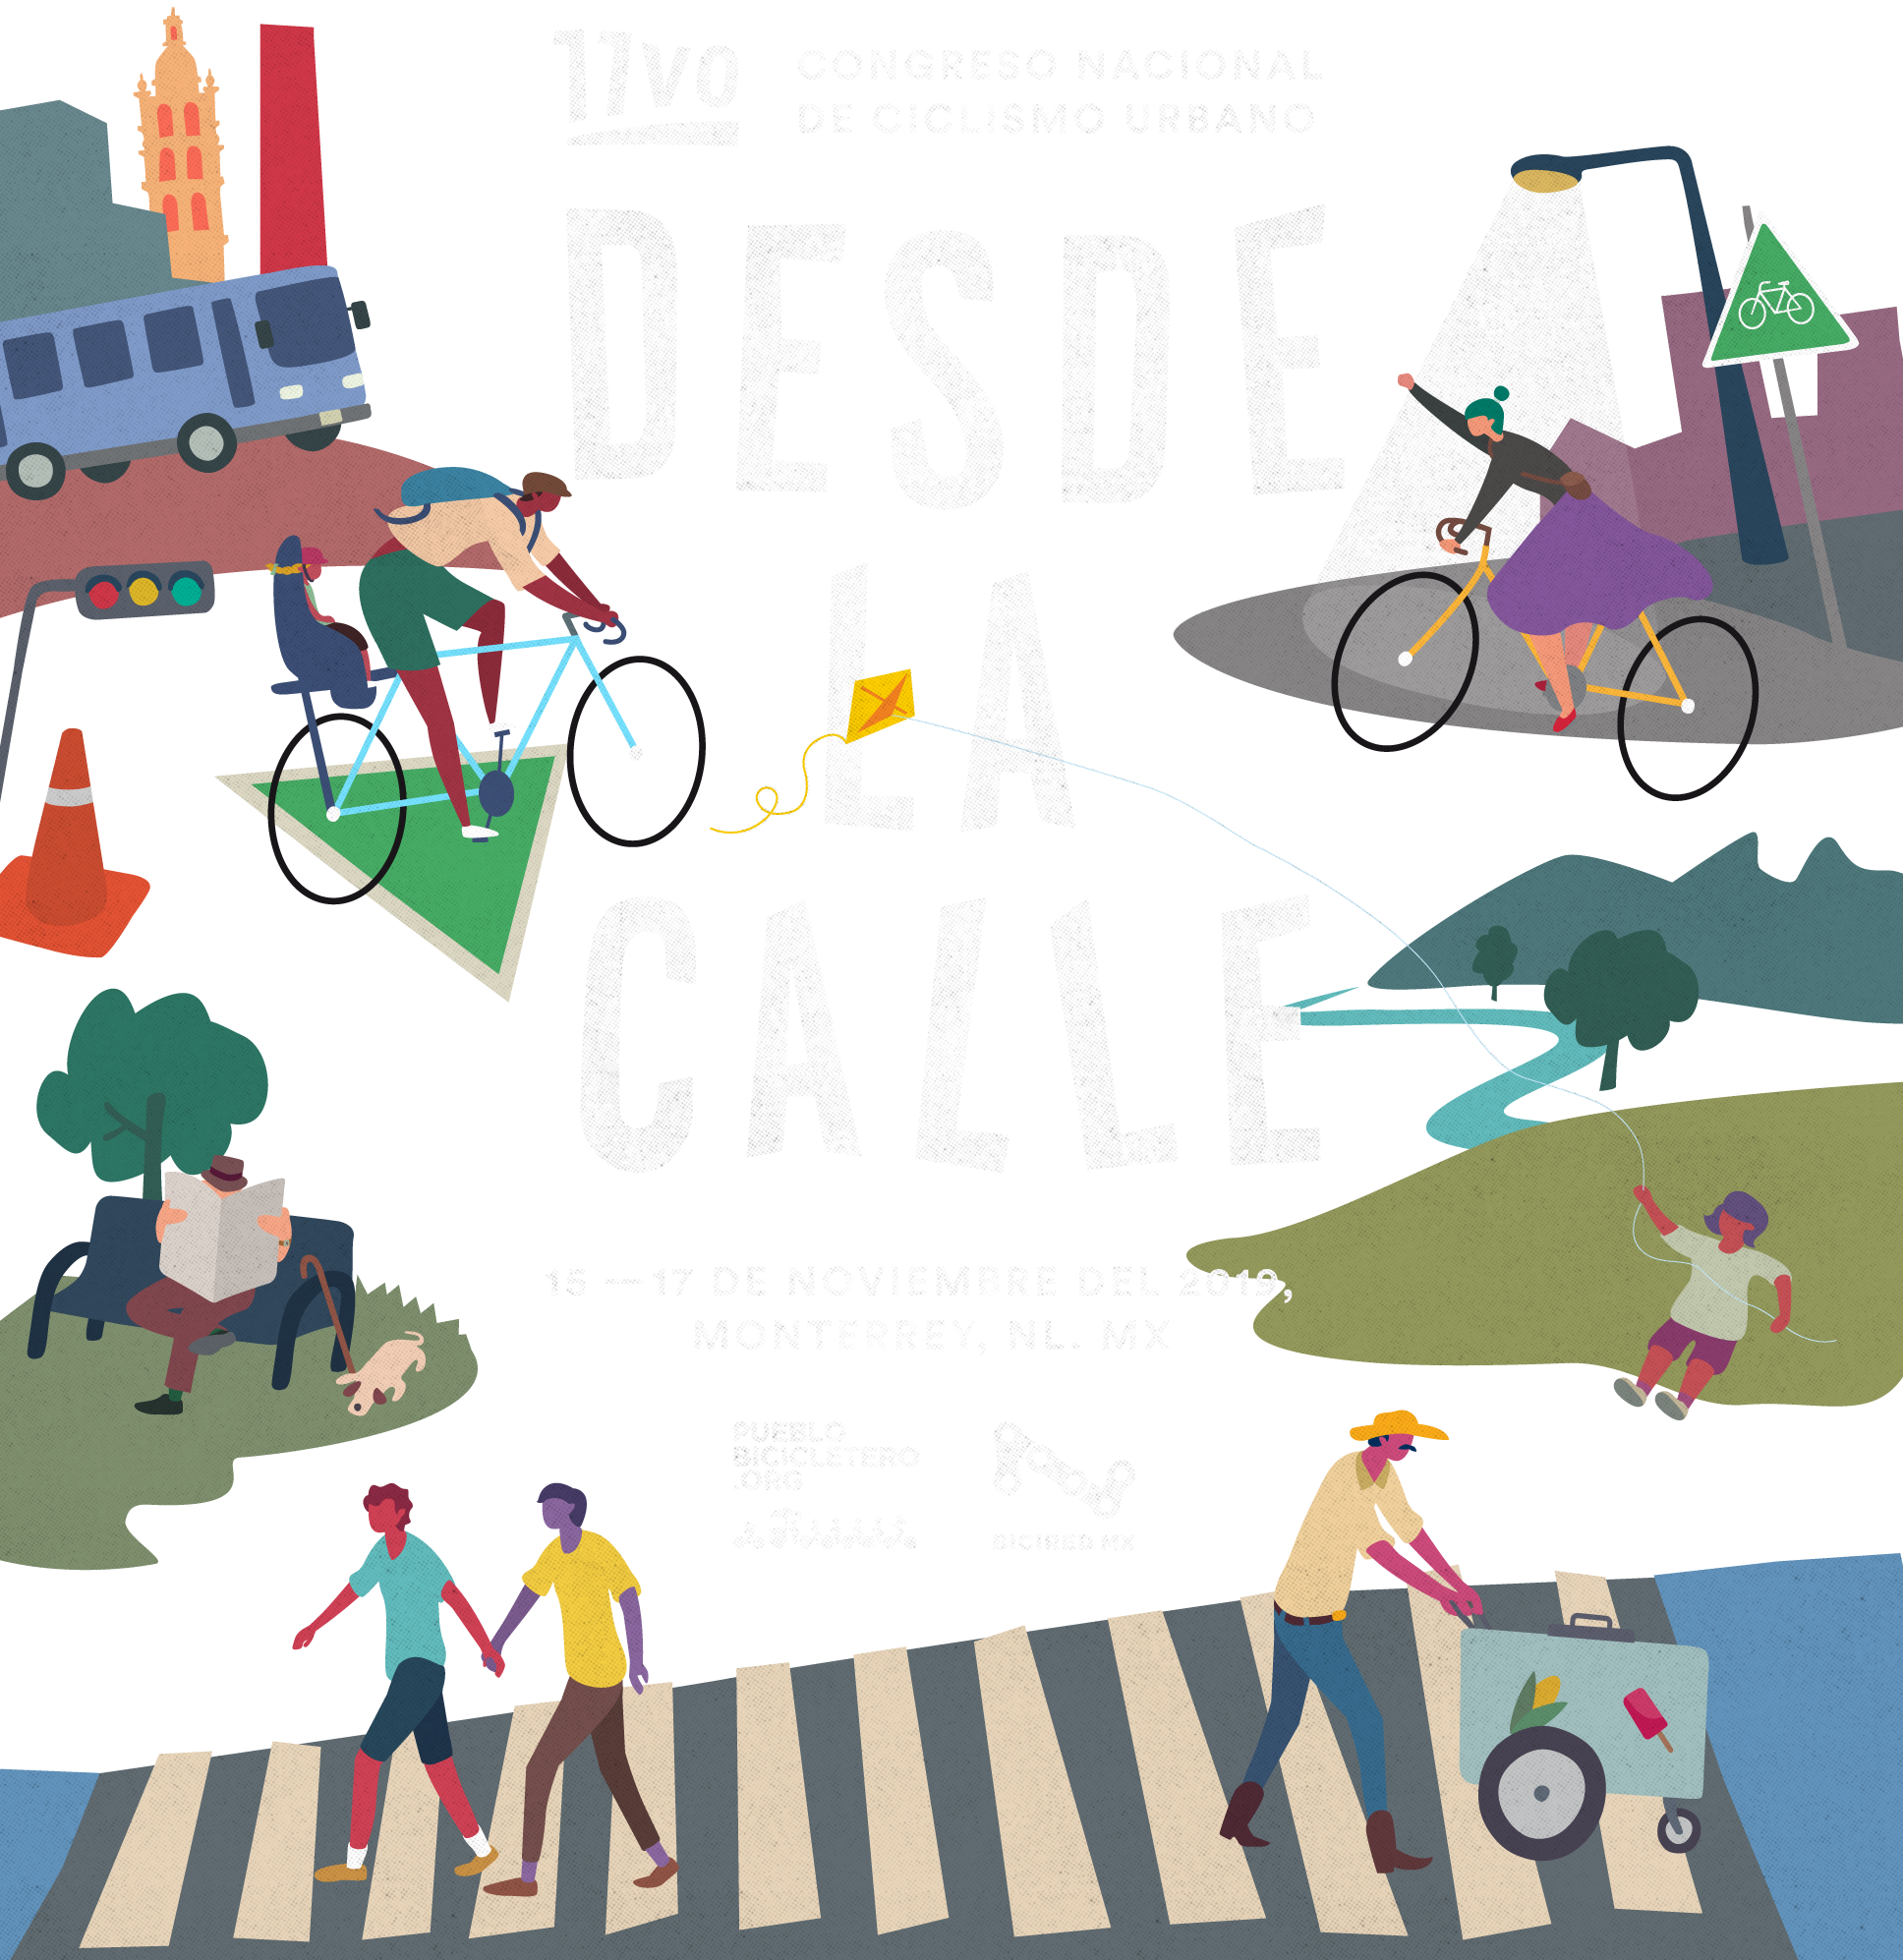 11vo
CONGRESO NACIONAL
DE CICLISMO URBANO
DESDE
LA
CALLE
15 — 17 DE NOVIEMBRE DEL 2019,
MONTERREY, NL. MX
PUEBLO
BICICLETERO
.ORG
BICIRED MX